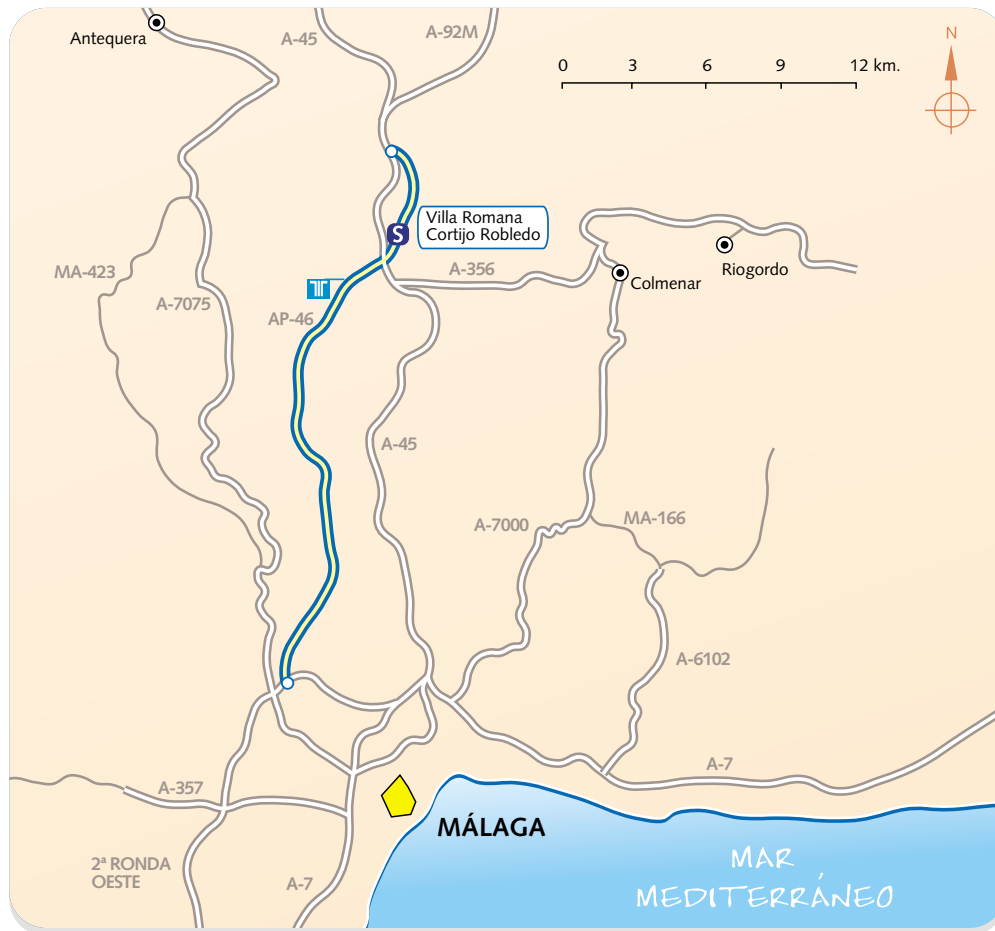 A-45
A-92M
N
Antequera
0 3 6 9 12 km.
Villa Romana
Cortijo Robledo
S
MA-423
A-356
Riogordo
Colmenar
T
A-7075
AP-46
A-45
A-7000
MA-166
A-6102
A-7
A-357
MÁLAGA
2ª RONDA
OESTE
A-7
MAR
MEDITERRÁNEO